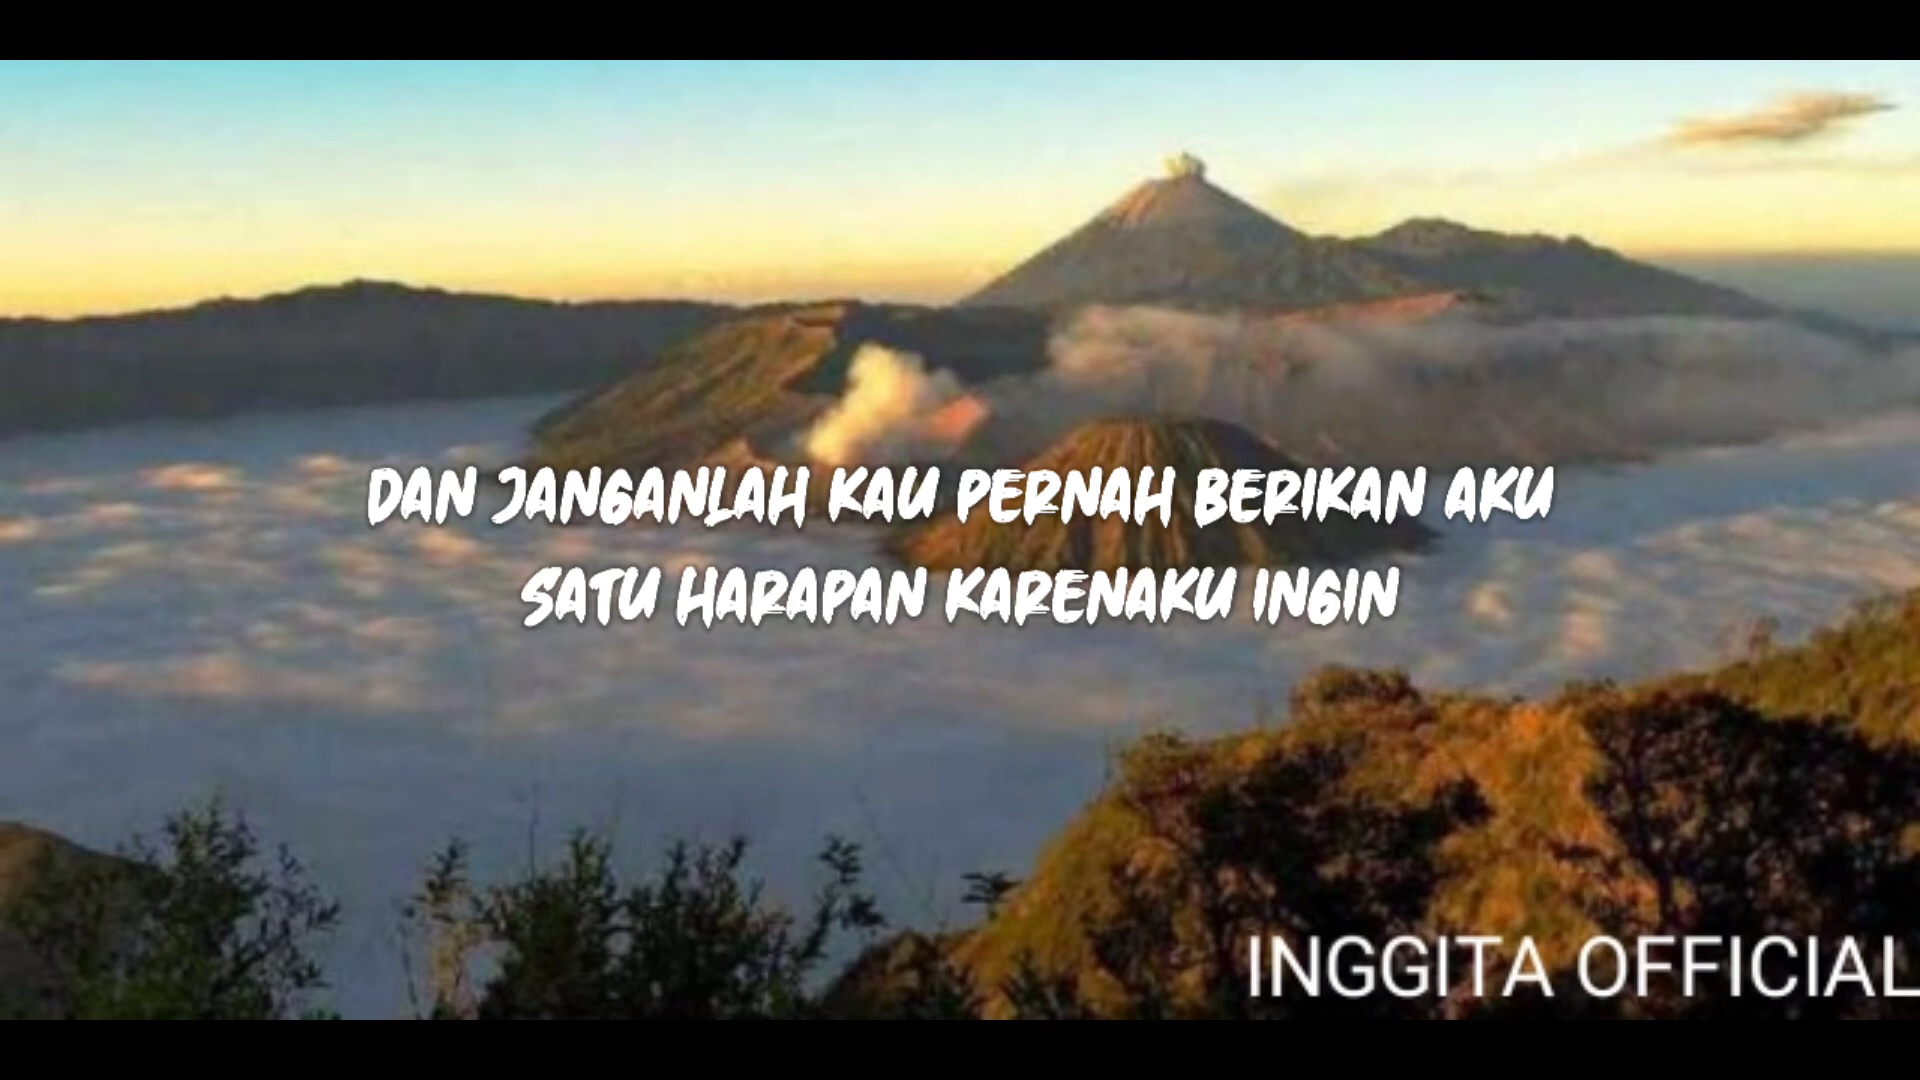 DAN JANGANLAH KAU PERNAH BERIKAN AKU
SATU HARAPAN KARENAKU INGIN
INGGITA OFFICIAL